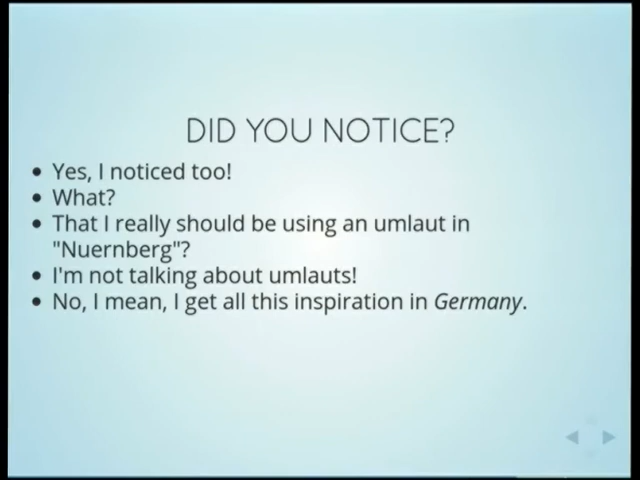 DID YOU NOTICE?
• Yes, I noticed too!
• What?
• That I really should be using an umlaut in
"Nuernberg"?
• I'm not talking about umlauts!
• No, I mean, I get all this inspiration in Germany.